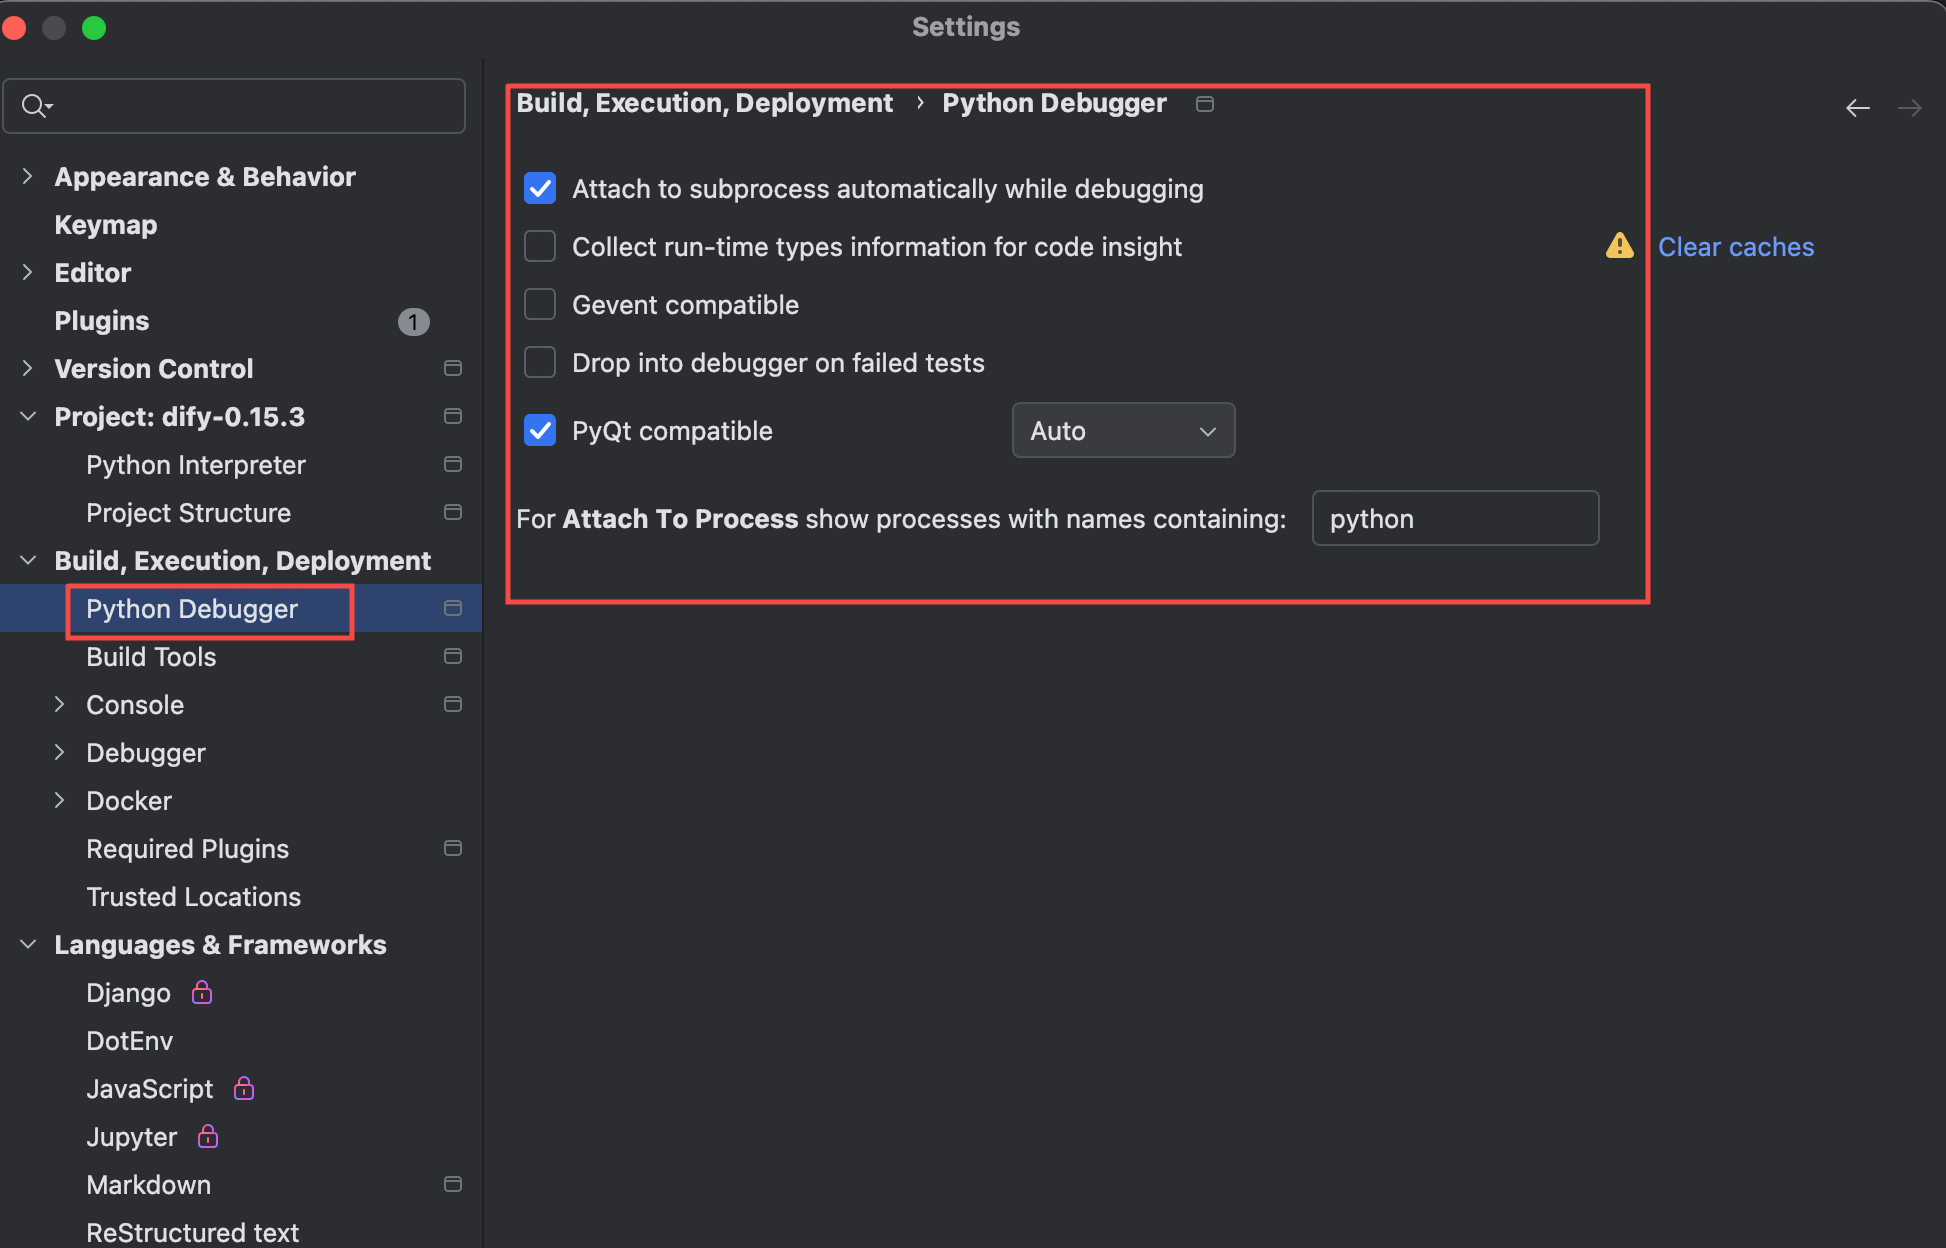 Settings
Appearance & Behavior
Keymap
Editor
Plugins 1
Version Control
Project: dify-0.15.3
Python Interpreter
Project Structure
Build, Execution, Deployment
Python Debugger
Build Tools
Console
Debugger
Docker
Required Plugins
Trusted Locations
Languages & Frameworks
Django
DotEnv
JavaScript
Jupyter
Markdown
ReStructured text
Build, Execution, Deployment › Python Debugger
Attach to subprocess automatically while debugging
Collect run-time types information for code insight Clear caches
Gevent compatible
Drop into debugger on failed tests
PyQt compatible Auto
For Attach To Process show processes with names containing: python